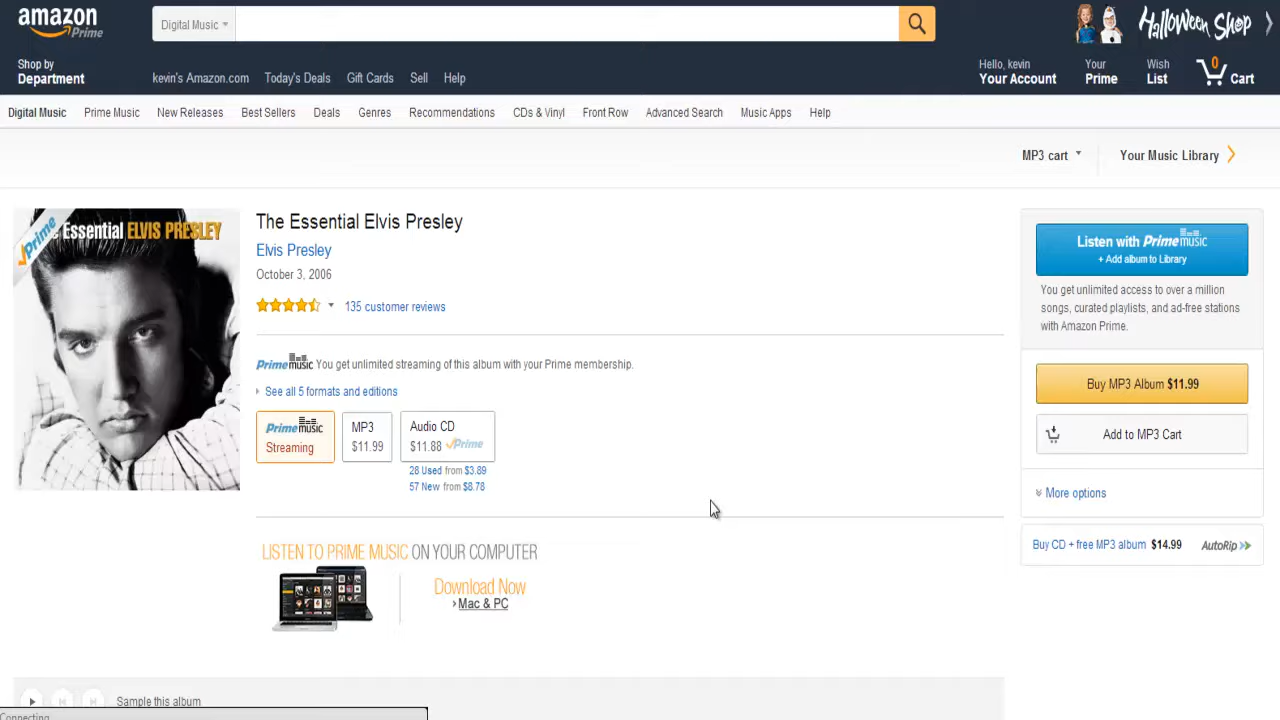 amazon
Prime
Digital Music
Halloween Shop
Shop by
Department
kevin's Amazon.com
Today's Deals
Gift Cards
Sell
Help
Hello, kevin
Your Account
Your
Prime
Wish
List
0
Cart
Digital Music
Prime Music
New Releases
Best Sellers
Deals
Genres
Recommendations
CDs & Vinyl
Front Row
Advanced Search
Music Apps
Help
MP3 cart
Your Music Library
Prime
Essential ELVIS PRESLEY
The Essential Elvis Presley
Elvis Presley
October 3, 2006
135 customer reviews
Prime music You get unlimited streaming of this album with your Prime membership.
See all 5 formats and editions
Prime music
Streaming
MP3
$11.99
Audio CD
$11.88 Prime
28 Used from $3.89
57 New from $8.78
LISTEN TO PRIME MUSIC ON YOUR COMPUTER
Download Now
Mac & PC
Sample this album
Connecting
Listen with Prime music
+ Add album to Library
You get unlimited access to over a million
songs, curated playlists, and ad-free stations
with Amazon Prime.
Buy MP3 Album $11.99
Add to MP3 Cart
More options
Buy CD + free MP3 album $14.99 AutoRip